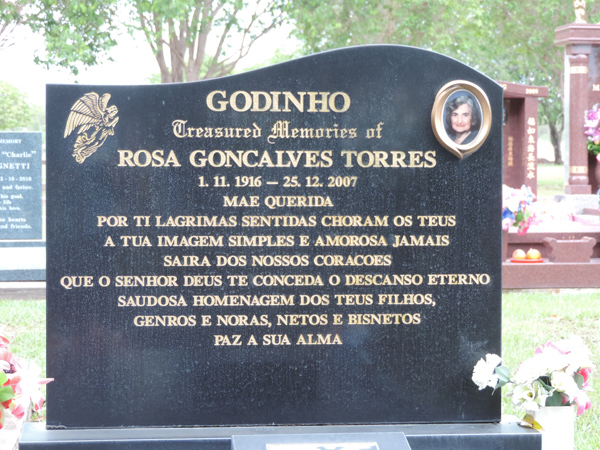 GODINHO
Treasured Memories of
ROSA GONCALVES TORRES
1. 11. 1916 — 25. 12. 2007
MAE QUERIDA
POR TI LAGRIMAS SENTIDAS CHORAM OS TEUS
A TUA IMAGEM SIMPLES E AMOROSA JAMAIS
SAIRA DOS NOSSOS CORACOES
QUE O SENHOR DEUS TE CONCEDA O DESCANSO ETERNO
SAUDOSA HOMENAGEM DOS TEUS FILHOS,
GENROS E NORAS, NETOS E BISNETOS
PAZ A SUA ALMA
"Charlie"